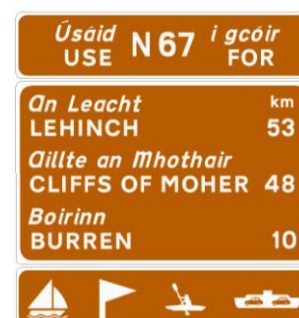 Úsáid N67 i gcóir
USE FOR
An Leacht km
LEHINCH 53
Aillte an Mhothair
CLIFFS OF MOHER 48
Boirinn
BURREN 10